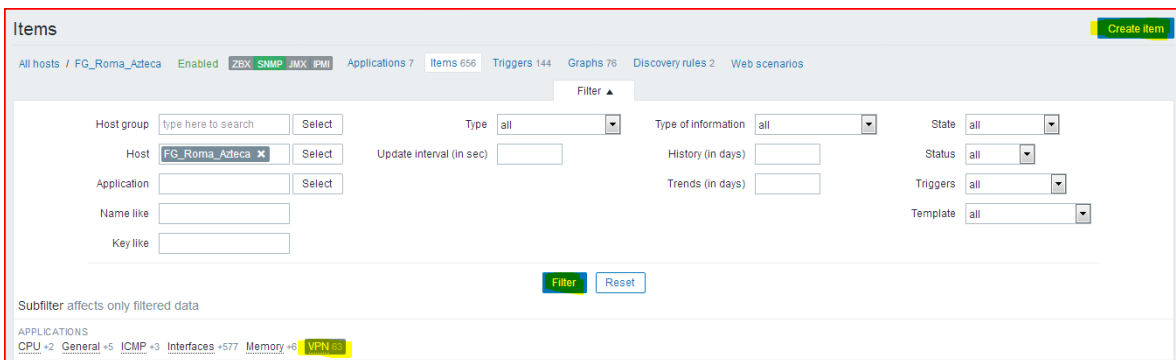 Items
Create item
All hosts / FG_Roma_Azteca Enabled ZBX SNMP JMX IPMI Applications 7 Items 656 Triggers 144 Graphs 76 Discovery rules 2 Web scenarios
Filter ▲
Host group type here to search Select Type all Type of information all State all
Host FG_Roma_Azteca × Select Update interval (in sec) History (in days) Status all
Application Select Trends (in days) Triggers all
Name like Template all
Key like
Filter Reset
Subfilter affects only filtered data
APPLICATIONS
CPU +2 General +5 ICMP +3 Interfaces +577 Memory +6 VPN 63